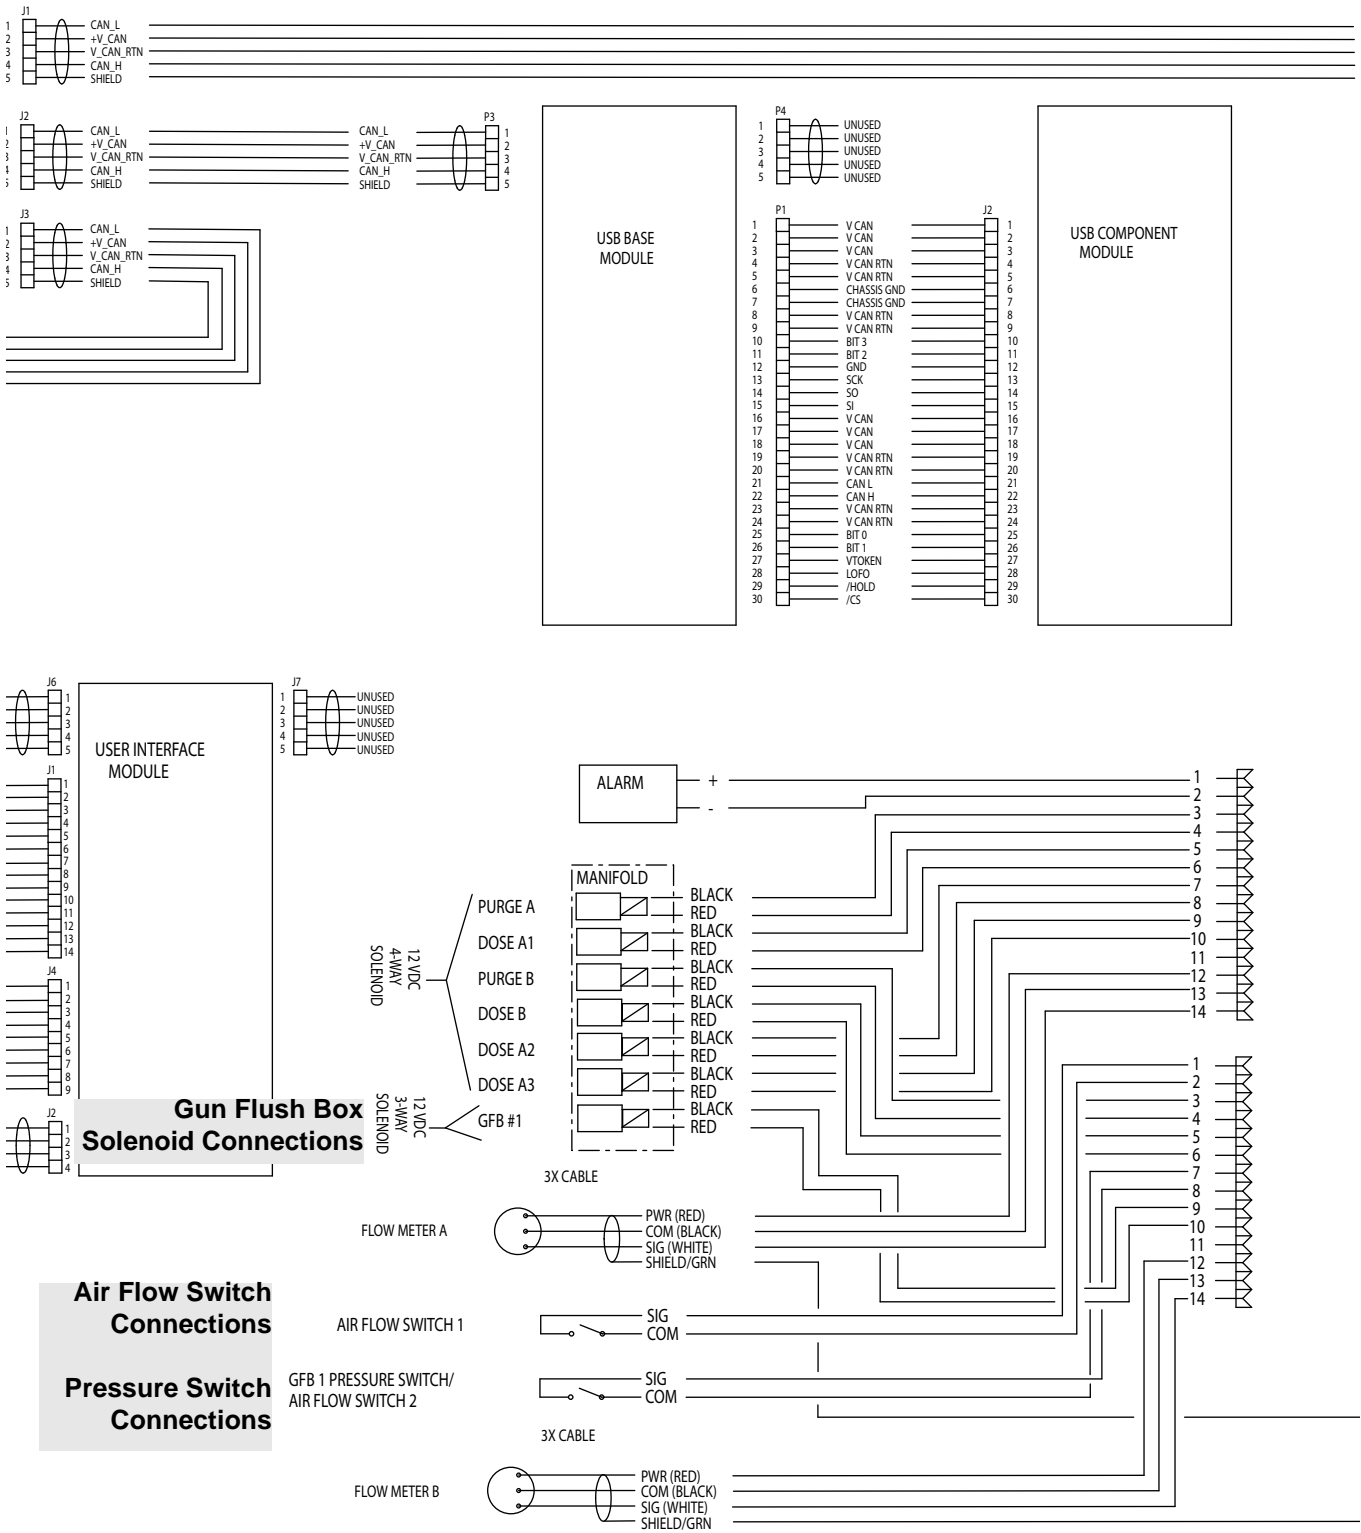 J1
1 CAN_L
2 +V_CAN
3 V_CAN_RTN
4 CAN_H
5 SHIELD
J2
CAN_L
+V_CAN
V_CAN_RTN
CAN_H
SHIELD
P3
CAN_L 1
+V_CAN 2
V_CAN_RTN 3
CAN_H 4
SHIELD 5
J3
CAN_L
+V_CAN
V_CAN_RTN
CAN_H
SHIELD
USB BASE
MODULE
P4
1 UNUSED
2 UNUSED
3 UNUSED
4 UNUSED
5 UNUSED
P1 J2
1 V CAN 1
2 V CAN 2
3 V CAN 3
4 V CAN RTN 4
5 V CAN RTN 5
6 CHASSIS GND 6
7 CHASSIS GND 7
8 V CAN RTN 8
9 V CAN RTN 9
10 BIT 3 10
11 BIT 2 11
12 GND 12
13 SCK 13
14 SO 14
15 SI 15
16 V CAN 16
17 V CAN 17
18 V CAN 18
19 V CAN RTN 19
20 V CAN RTN 20
21 CAN L 21
22 CAN H 22
23 V CAN RTN 23
24 V CAN RTN 24
25 BIT 0 25
26 BIT 1 26
27 VTOKEN 27
28 LOFO 28
29 /HOLD 29
30 /CS 30
USB COMPONENT
MODULE
J6
1
2
3
4
5
J1
1
2
3
4
5
6
7
8
9
10
11
12
13
14
J4
1
2
3
4
5
6
7
8
9
J2
1
2
3
4
USER INTERFACE
MODULE
J7
1 UNUSED
2 UNUSED
3 UNUSED
4 UNUSED
5 UNUSED
Gun Flush Box
Solenoid Connections
ALARM + -
12 VDC
4-WAY
SOLENOID
12 VDC
3-WAY
SOLENOID
MANIFOLD
PURGE A BLACK
RED
DOSE A1 BLACK
RED
PURGE B BLACK
RED
DOSE B BLACK
RED
DOSE A2 BLACK
RED
DOSE A3 BLACK
RED
GFB #1 BLACK
RED
1
2
3
4
5
6
7
8
9
10
11
12
13
14
1
2
3
4
5
6
7
8
9
10
11
12
13
14
3X CABLE
FLOW METER A
PWR (RED)
COM (BLACK)
SIG (WHITE)
SHIELD/GRN
Air Flow Switch
Connections
AIR FLOW SWITCH 1
SIG
COM
Pressure Switch
Connections
GFB 1 PRESSURE SWITCH/
AIR FLOW SWITCH 2
SIG
COM
3X CABLE
FLOW METER B
PWR (RED)
COM (BLACK)
SIG (WHITE)
SHIELD/GRN